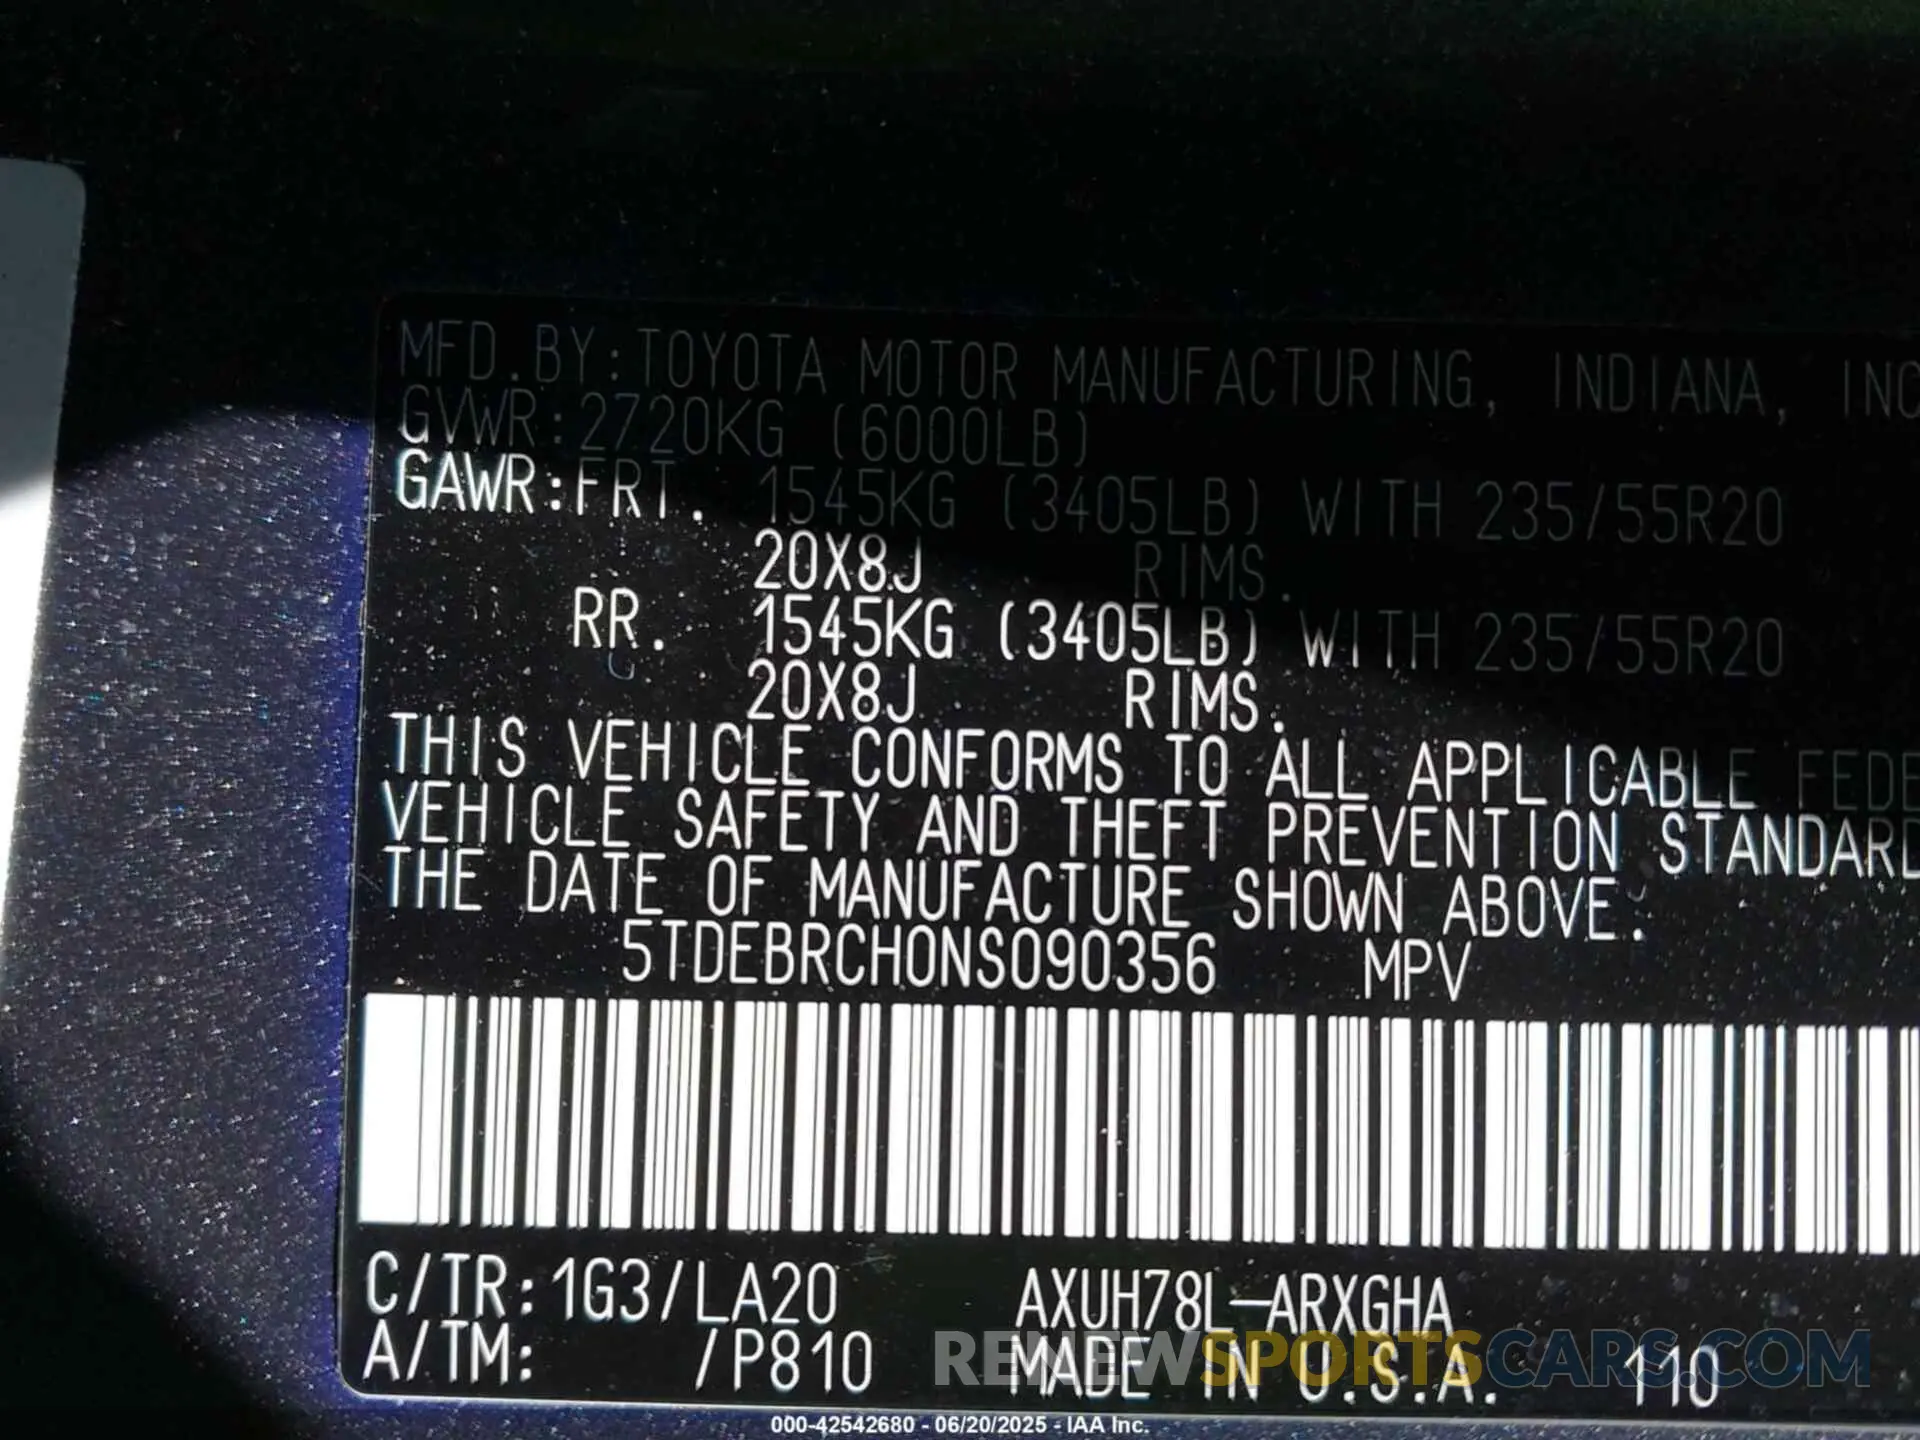 MFD. BY: TOYOTA MOTOR MANUFACTURING, INDIANA, INC
GVWR: 2720KG (6000LB)
GAWR: FRT. 1545KG (3405LB) WITH 235/55R20
20X8J RIMS.
RR. 1545KG (3405LB) WITH 235/55R20
20X8J RIMS.
THIS VEHICLE CONFORMS TO ALL APPLICABLE FEDE
VEHICLE SAFETY AND THEFT PREVENTION STANDARD
THE DATE OF MANUFACTURE SHOWN ABOVE.
5TDEBRCH0NS090356 MPV
C/TR: 1G3/LA20 AXUH78L-ARXGHA
A/TM: /P810 MADE IN U.S.A. 110
RENEWSPORTSCARS.COM
000-42542680 - 06/20/2025 - IAA Inc.